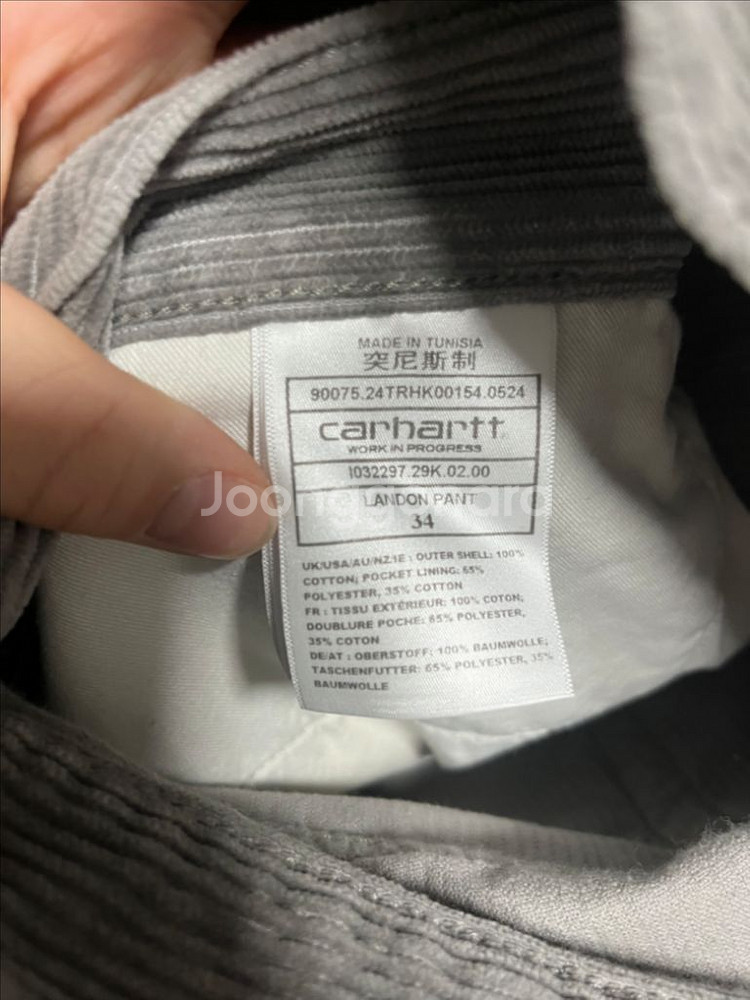 MADE IN TUNISIA
突尼斯制
90075.24TRHK00154.0524
carhartt
WORK IN PROGRESS
I032297.29K.02.00
Joonggonara
LANDON PANT
34
UK/USA/AU/NZ.IE : OUTER SHELL: 100%
COTTON; POCKET LINING: 65%
POLYESTER, 35% COTTON
FR : TISSU EXTÉRIEUR: 100% COTON;
DOUBLURE POCHE: 65% POLYESTER,
35% COTON
DE/AT : OBERSTOFF: 100% BAUMWOLLE;
TASCHENFUTTER: 65% POLYESTER, 35%
BAUMWOLLE